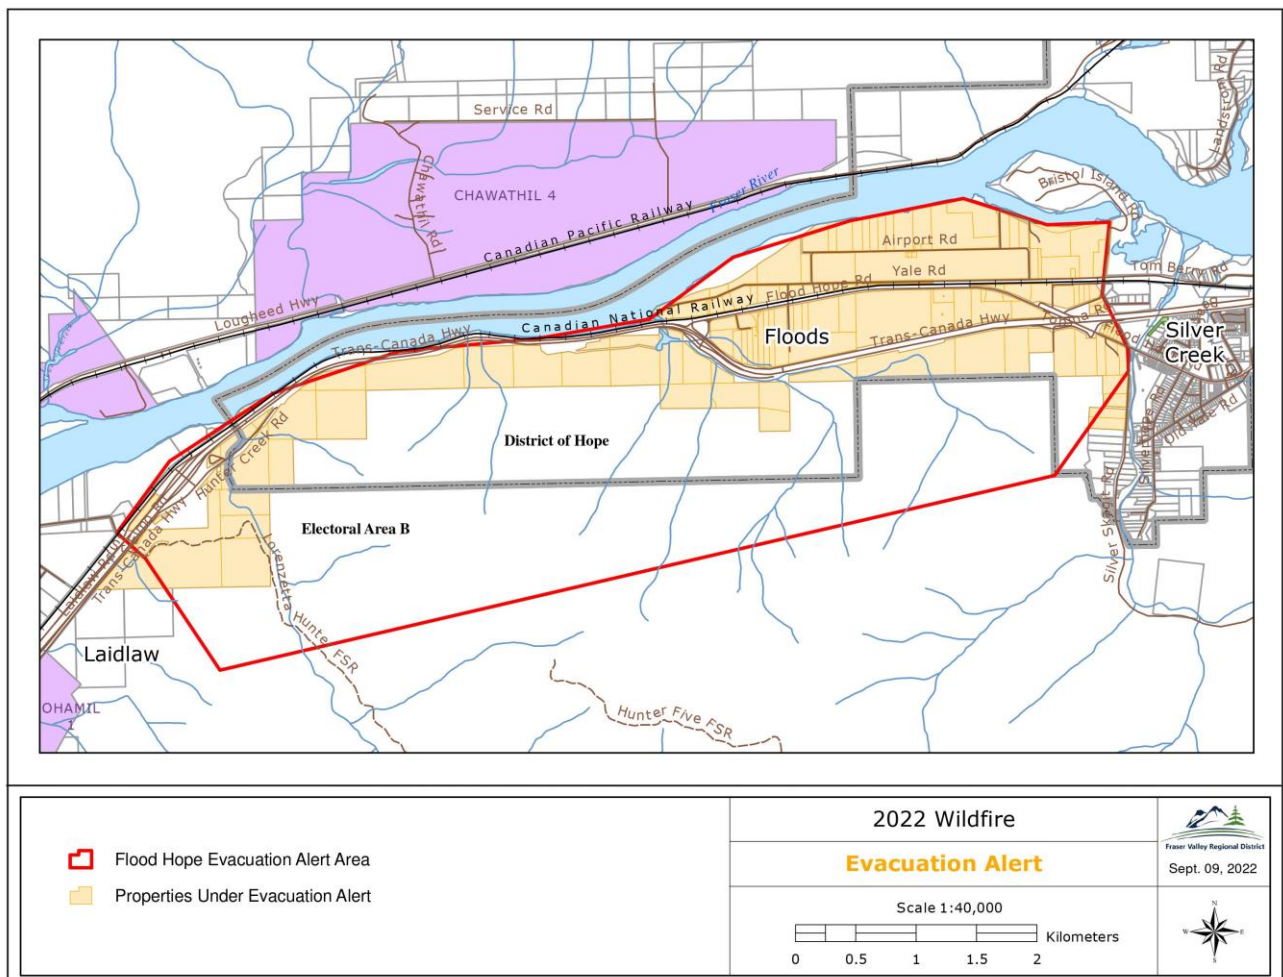 Service Rd
Landstrom Rd
Chawathil Rd
CHAWATHIL 4
Bristol Island Rd
Fraser River
Canadian Pacific Railway
Airport Rd
Yale Rd
Tom Berry Rd
Lougheed Hwy
Flood Hope Rd
Canadian National Railway
Trans-Canada Hwy
Floods
Trans-Canada Hwy
Silver
Creek
Hunter Creek Rd
District of Hope
Silverhope Rd
Old Yale Rd
Electoral Area B
Laidlaw Rd
Trans-Canada Hwy
Silver Skagit Rd
Lorenzetta Hunter FSR
Laidlaw
OHAMIL
1
Hunter Five FSR
Flood Hope Evacuation Alert Area
Properties Under Evacuation Alert
2022 Wildfire
Evacuation Alert
Scale 1:40,000
Kilometers
0 0.5 1 1.5 2
Fraser Valley Regional District
Sept. 09, 2022
N
W E
S